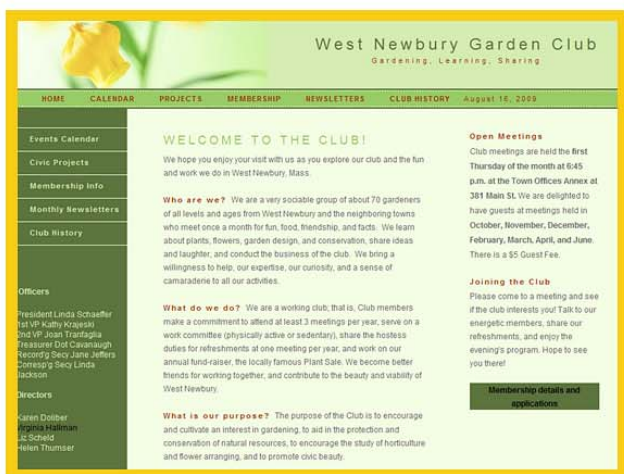 West Newbury Garden Club
Gardening, Learning, Sharing
HOME CALENDAR PROJECTS MEMBERSHIP NEWSLETTERS CLUB HISTORY August 16, 2009
Events Calendar
Civic Projects
Membership Info
Monthly Newsletters
Club History
Officers
President Linda Schaeffer
1st VP Kathy Krajeski
2nd VP Joan Tranfaglia
Treasurer Dot Cavanaugh
Record'g Secy Jane Jeffers
Corresp'g Secy Linda
Jackson
Directors
Karen Doliber
Virginia Hallman
Liz Scheld
Helen Thumser
WELCOME TO THE CLUB!
We hope you enjoy your visit with us as you explore our club and the fun
and work we do in West Newbury, Mass.
Who are we? We are a very sociable group of about 70 gardeners
of all levels and ages from West Newbury and the neighboring towns
who meet once a month for fun, food, friendship, and facts. We learn
about plants, flowers, garden design, and conservation, share ideas
and laughter, and conduct the business of the club. We bring a
willingness to help, our expertise, our curiosity, and a sense of
camaraderie to all our activities.
What do we do? We are a working club; that is, Club members
make a commitment to attend at least 3 meetings per year, serve on a
work committee (physically active or sedentary), share the hostess
duties for refreshments at one meeting per year, and work on our
annual fund-raiser, the locally famous Plant Sale. We become better
friends for working together, and contribute to the beauty and viability of
West Newbury.
What is our purpose? The purpose of the Club is to encourage
and cultivate an interest in gardening, to aid in the protection and
conservation of natural resources, to encourage the study of horticulture
and flower arranging, and to promote civic beauty.
Open Meetings
Club meetings are held the first
Thursday of the month at 6:45
p.m. at the Town Offices Annex at
381 Main St. We are delighted to
have guests at meetings held in
October, November, December,
February, March, April, and June.
There is a $5 Guest Fee.
Joining the Club
Please come to a meeting and see
if the club interests you! Talk to our
energetic members, share our
refreshments, and enjoy the
evening's program. Hope to see
you there!
Membership details and
applications